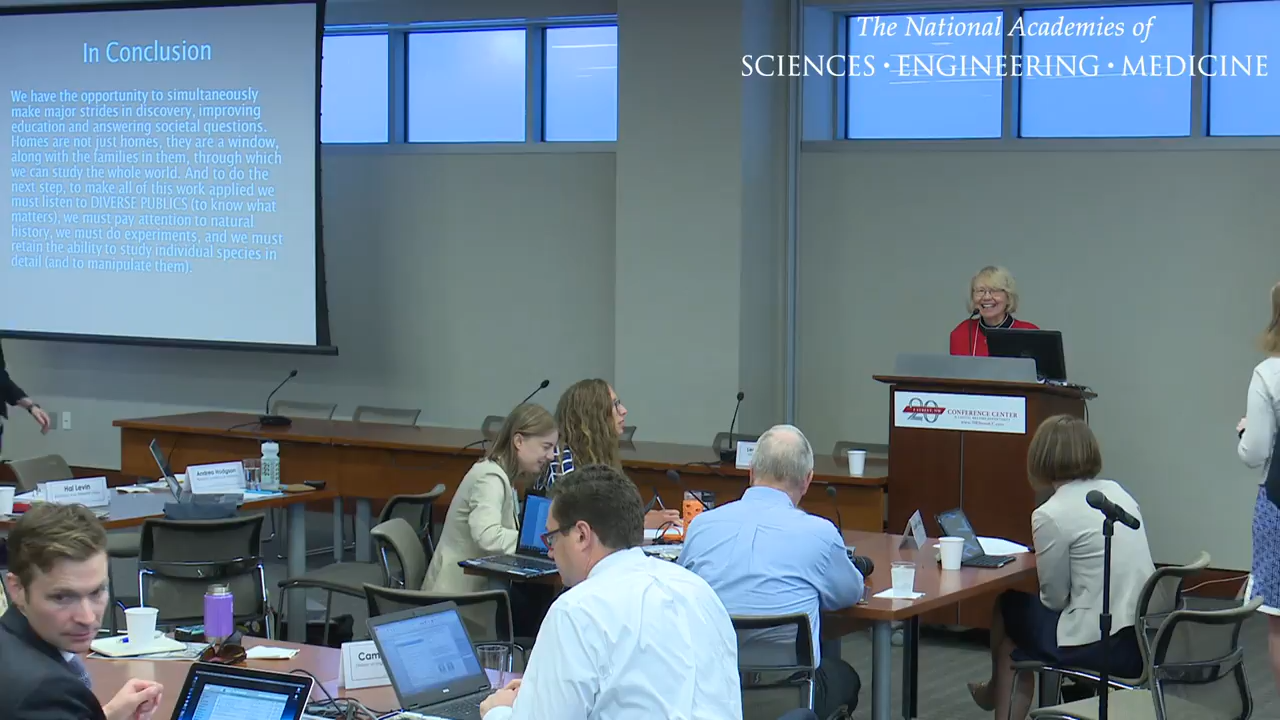 In Conclusion
We have the opportunity to simultaneously
make major strides in discovery, improving
education and answering societal questions.
Homes are not just homes, they are a window,
along with the families in them, through which
we can study the whole world. And to do the
next step, to make all of this work applied we
must listen to DIVERSE PUBLICS (to know what
matters), we must pay attention to natural
history, we must do experiments, and we must
retain the ability to study individual species in
detail (and to manipulate them).
The National Academies of
SCIENCES · ENGINEERING · MEDICINE
20
CONFERENCE CENTER
Hal Levin
Andrea Hodgson
Cam